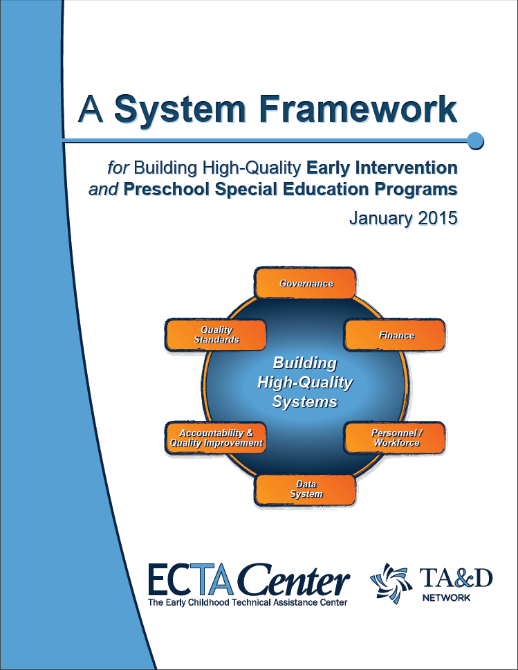 A System Framework
for Building High-Quality Early Intervention
and Preschool Special Education Programs
January 2015
Governance
Quality
Standards
Finance
Building
High-Quality
Systems
Accountability &
Quality Improvement
Personnel /
Workforce
Data
System
ECTA Center
The Early Childhood Technical Assistance Center
TA&D
NETWORK